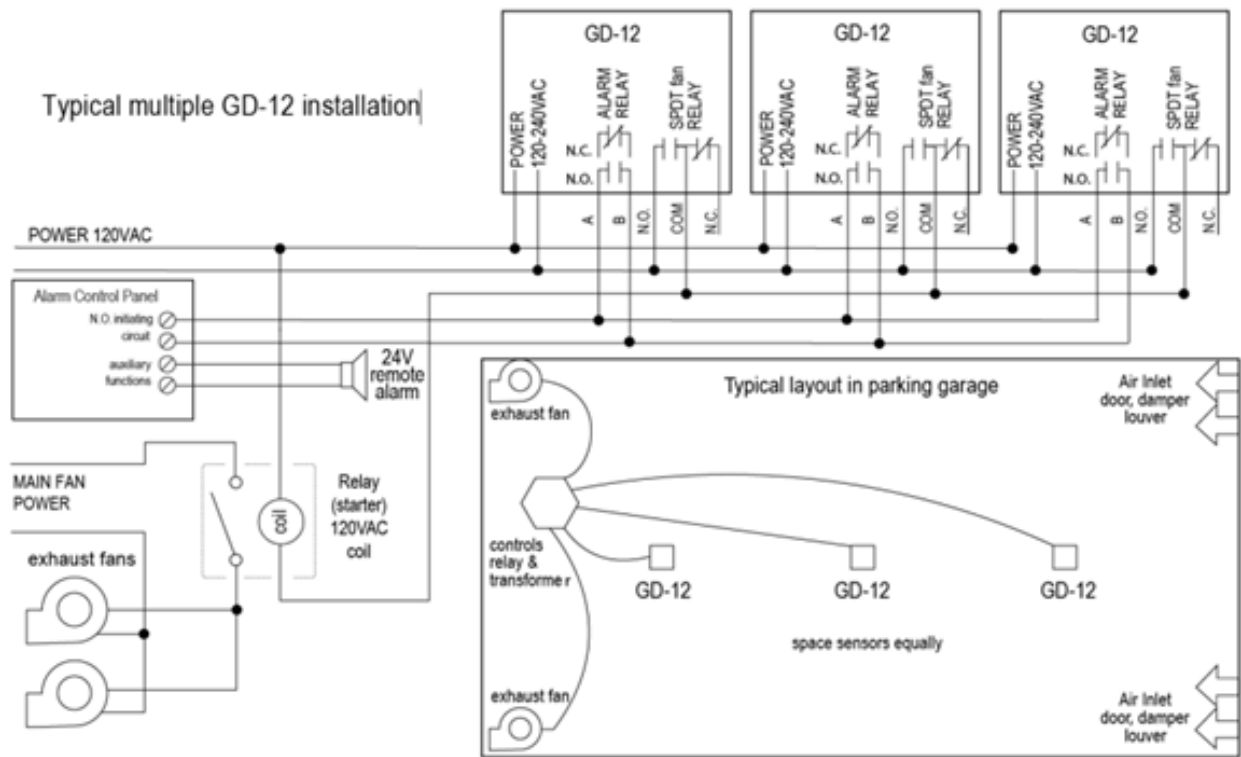 Typical multiple GD-12 installation
GD-12
POWER
120-240VAC
ALARM
RELAY
SPDT fan
RELAY
N.C.
N.O.
A
B
N.O.
COM
N.C.
GD-12
POWER
120-240VAC
ALARM
RELAY
SPDT fan
RELAY
N.C.
N.O.
A
B
N.O.
COM
N.C.
GD-12
POWER
120-240VAC
ALARM
RELAY
SPDT fan
RELAY
N.C.
N.O.
A
B
N.O.
COM
N.C.
POWER 120VAC
Alarm Control Panel
N.O. initiating
circuit
auxiliary
functions
24V
remote
alarm
MAIN FAN
POWER
coil
Relay
(starter)
120VAC
coil
exhaust fans
Typical layout in parking garage
exhaust fan
Air Inlet
door, damper
louver
controls
relay &
transformer
GD-12
GD-12
GD-12
space sensors equally
exhaust fan
Air Inlet
door, damper
louver